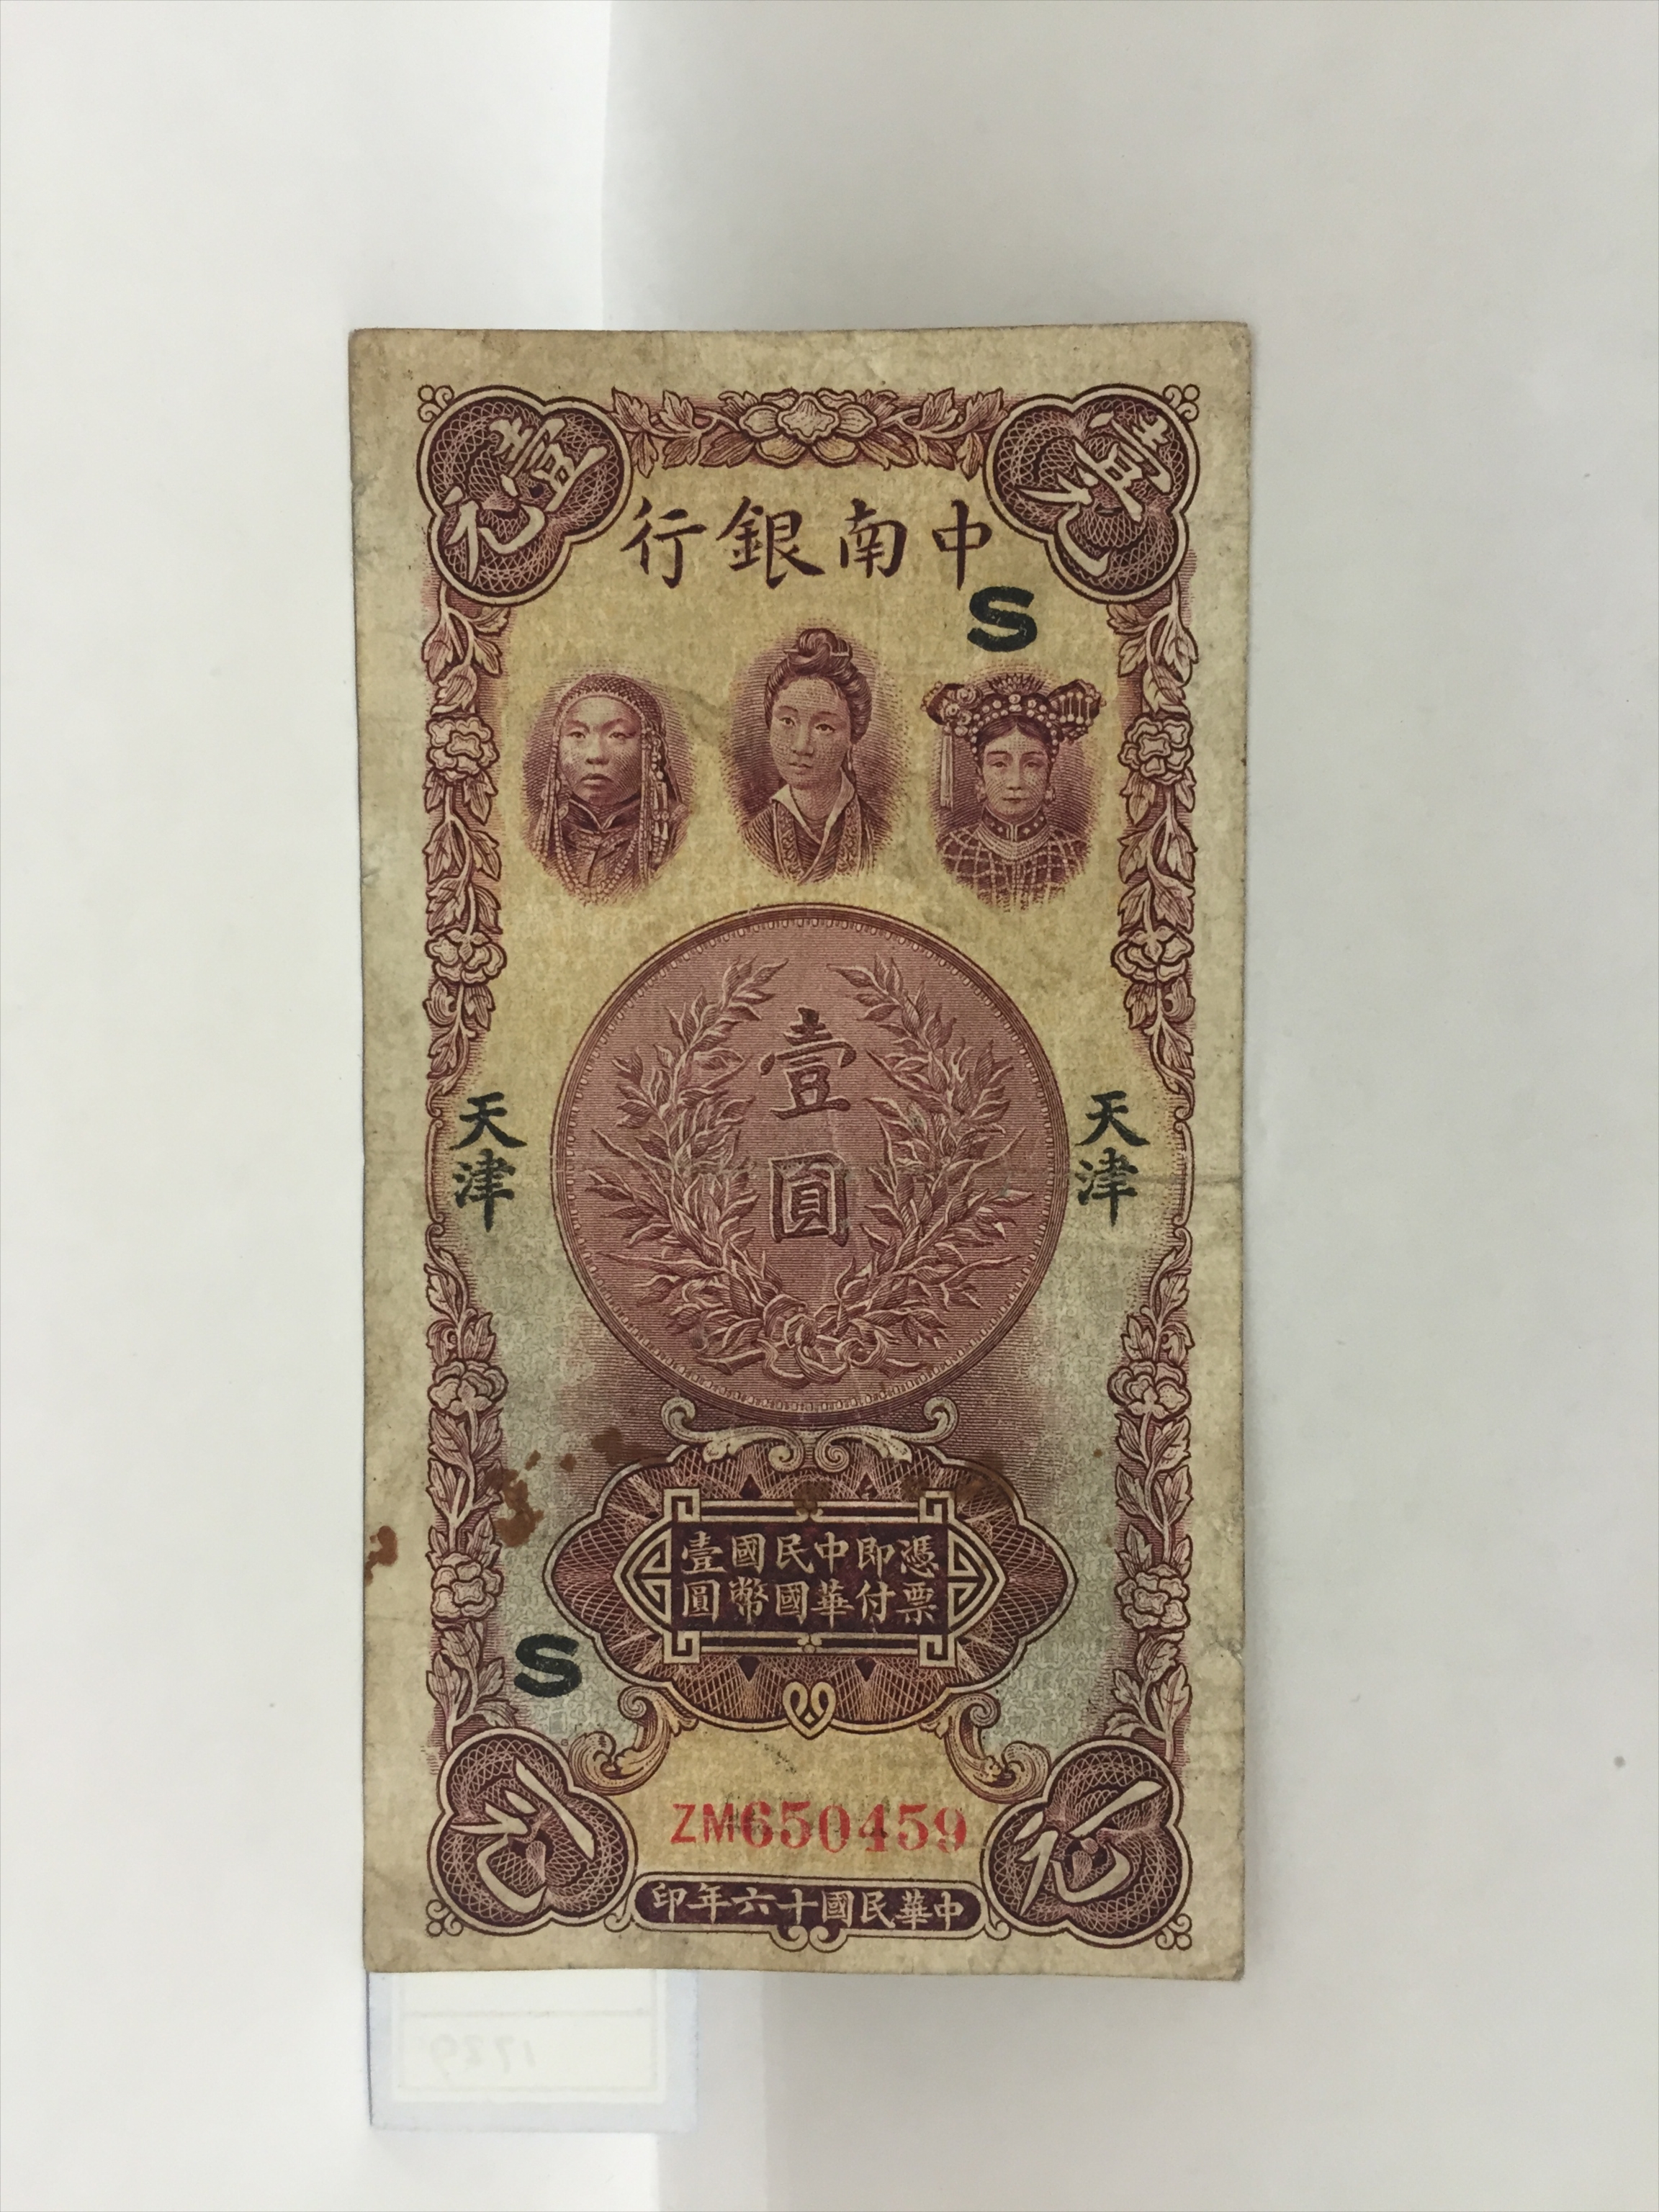 壹元
壹元
中南銀行
S
壹圓
天津
天津
憑票即付中華民國國幣壹圓
S
ZM650459
中華民國十六年印
1729